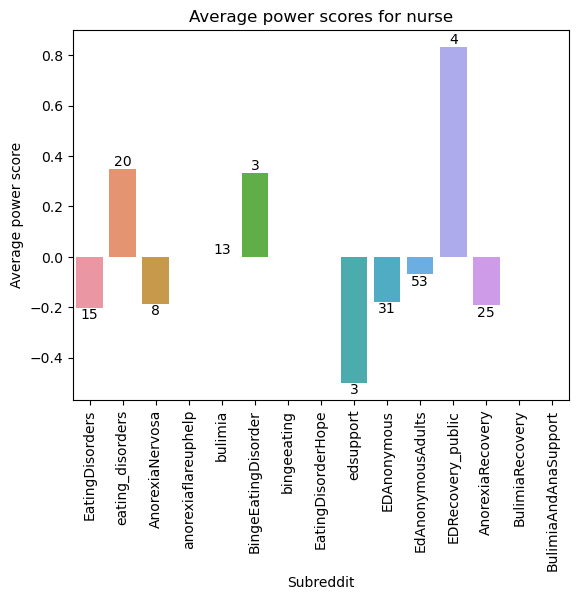 Average power scores for nurse
Average power score
0.8
0.6
0.4
0.2
0.0
−0.2
−0.4
15
20
8
13
3
3
31
53
4
25
EatingDisorders
eating_disorders
AnorexiaNervosa
anorexiaflareuphelp
bulimia
BingeEatingDisorder
bingeeating
EatingDisorderHope
edsupport
EDAnonymous
EdAnonymousAdults
EDRecovery_public
AnorexiaRecovery
BulimiaRecovery
BulimiaAndAnaSupport
Subreddit